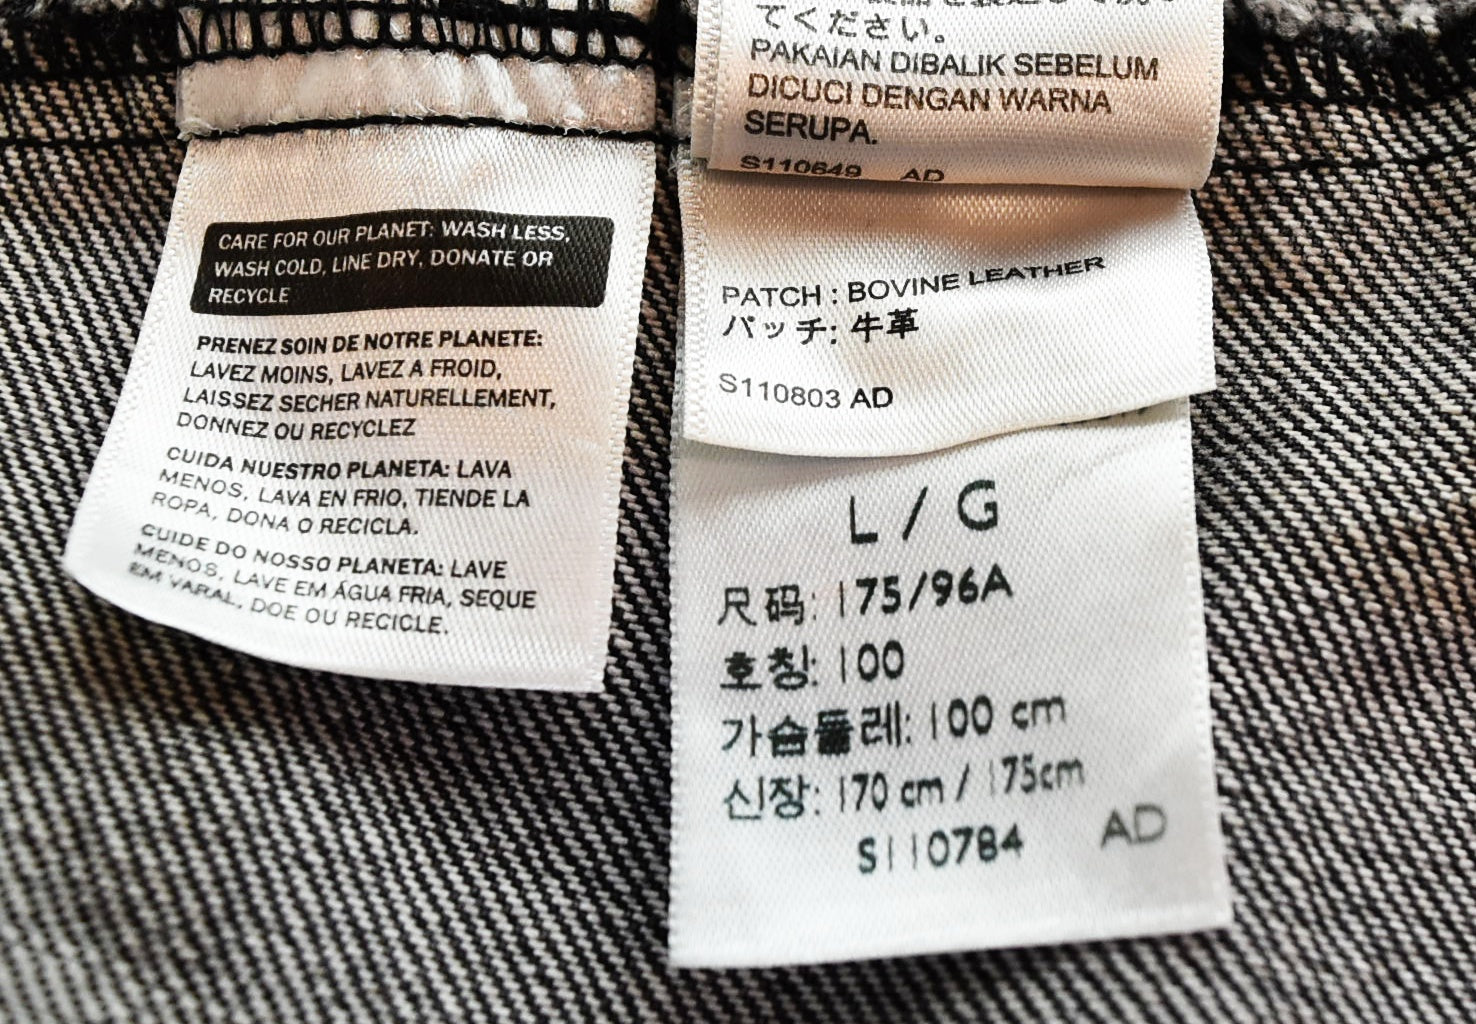 CARE FOR OUR PLANET: WASH LESS,
WASH COLD, LINE DRY, DONATE OR
RECYCLE
PRENEZ SOIN DE NOTRE PLANETE:
LAVEZ MOINS, LAVEZ A FROID,
LAISSEZ SECHER NATURELLEMENT,
DONNEZ OU RECYCLEZ
CUIDA NUESTRO PLANETA: LAVA
MENOS, LAVA EN FRIO, TIENDE LA
ROPA, DONA O RECICLA.
CUIDE DO NOSSO PLANETA: LAVE
MENOS, LAVE EM ÁGUA FRIA, SEQUE
EM VARAL, DOE OU RECICLE.
てください。
PAKAIAN DIBALIK SEBELUM
DICUCI DENGAN WARNA
SERUPA.
S110649 AD
PATCH : BOVINE LEATHER
パッチ: 牛革
S110803 AD
L / G
尺码: 175/96A
호칭: 100
가슴둘레: 100 cm
신장: 170 cm / 175cm
S110784 AD